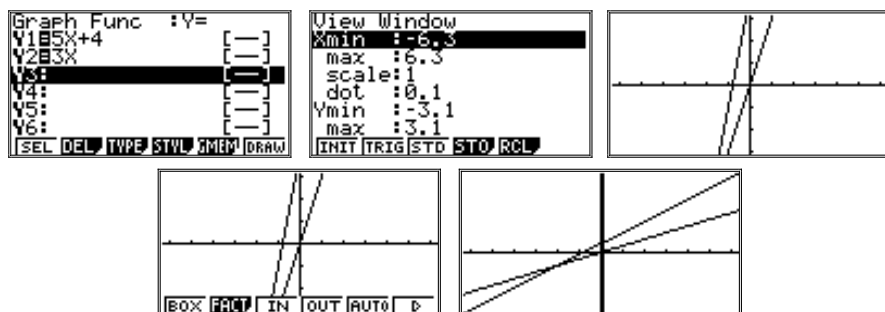 Graph Func :Y=
Y1=5X+4 [—]
Y2=3X [—]
Y3: [—]
Y4: [—]
Y5: [—]
Y6: [—]
SEL DEL TYPE STYL GMEM DRAW
View Window
Xmin :-6.3
max :6.3
scale:1
dot :0.1
Ymin :-3.1
max :3.1
INIT TRIG STD STO RCL
BOX FACT IN OUT AUTO ▷